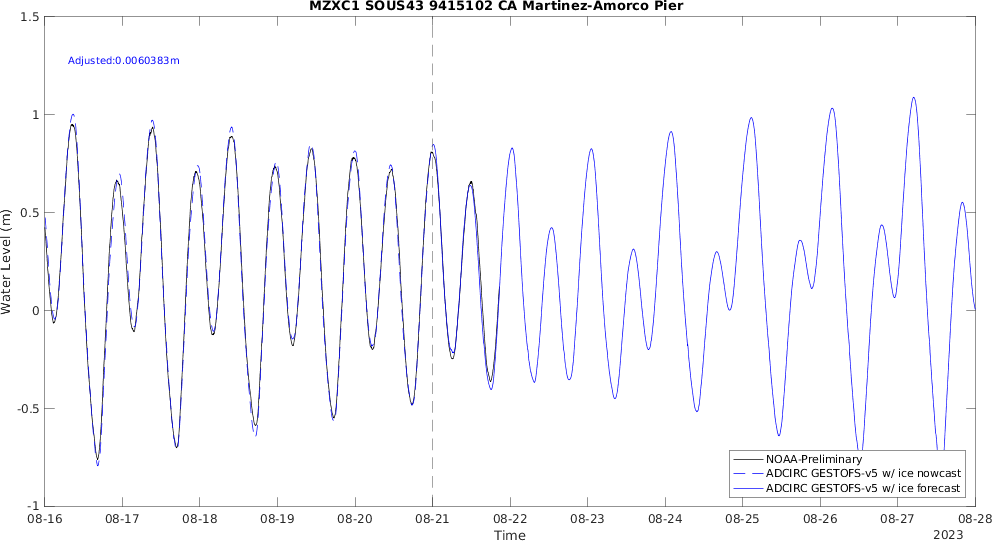 MZXC1 SOUS43 9415102 CA Martinez-Amorco Pier
Adjusted:0.0060383m
Water Level (m)
1.5
1
0.5
0
-0.5
-1
NOAA-Preliminary
ADCIRC GESTOFS-v5 w/ ice nowcast
ADCIRC GESTOFS-v5 w/ ice forecast
08-16 08-17 08-18 08-19 08-20 08-21 08-22 08-23 08-24 08-25 08-26 08-27 08-28
Time
2023